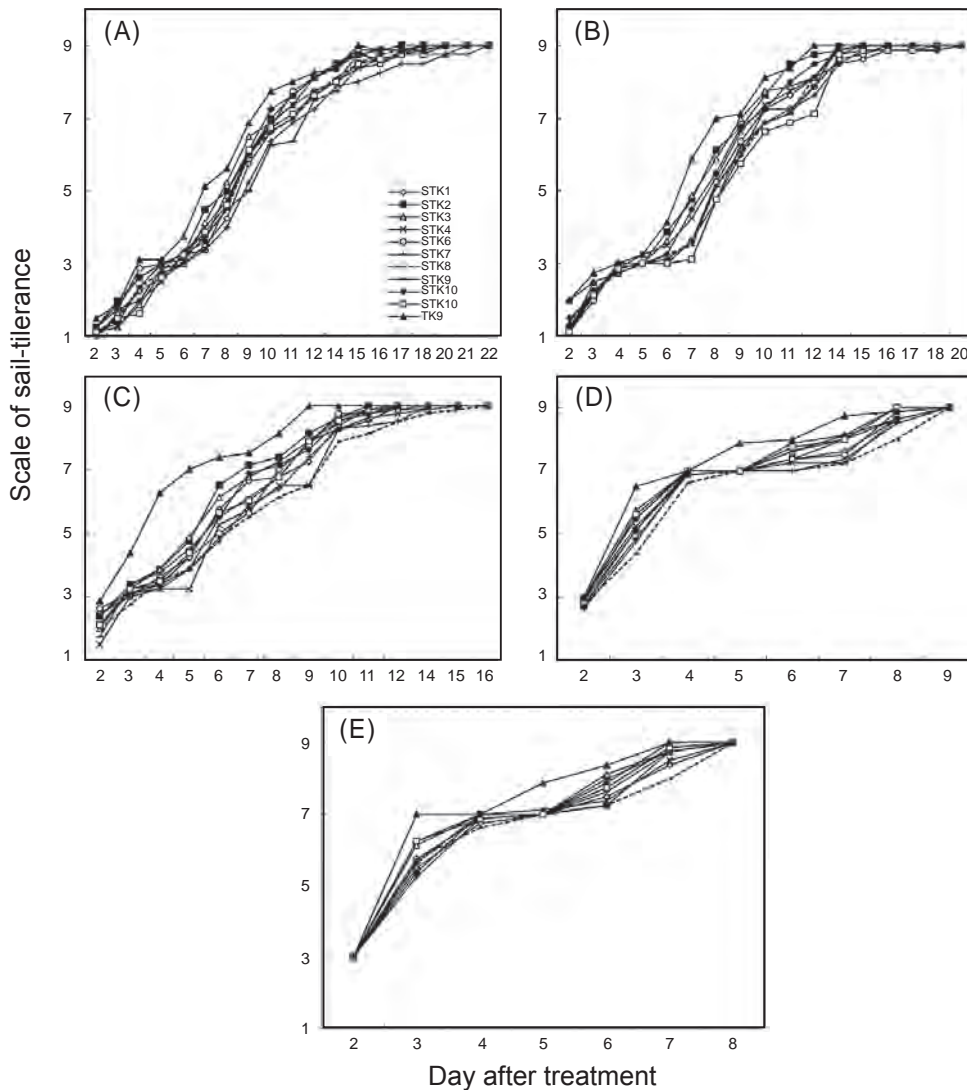 (A)
9
7
5
3
1
2 3 4 5 6 7 8 9 10 11 12 14 15 16 17 18 20 21 22
STK1
STK2
STK3
STK4
STK6
STK7
STK8
STK9
STK10
STK10
TK9
(B)
9
7
5
3
1
2 3 4 5 6 7 8 9 10 11 12 14 15 16 17 18 20
Scale of sail-tilerance
(C)
9
7
5
3
1
2 3 4 5 6 7 8 9 10 11 12 14 15 16
(D)
9
7
5
3
1
2 3 4 5 6 7 8 9
(E)
9
7
5
3
1
2 3 4 5 6 7 8
Day after treatment